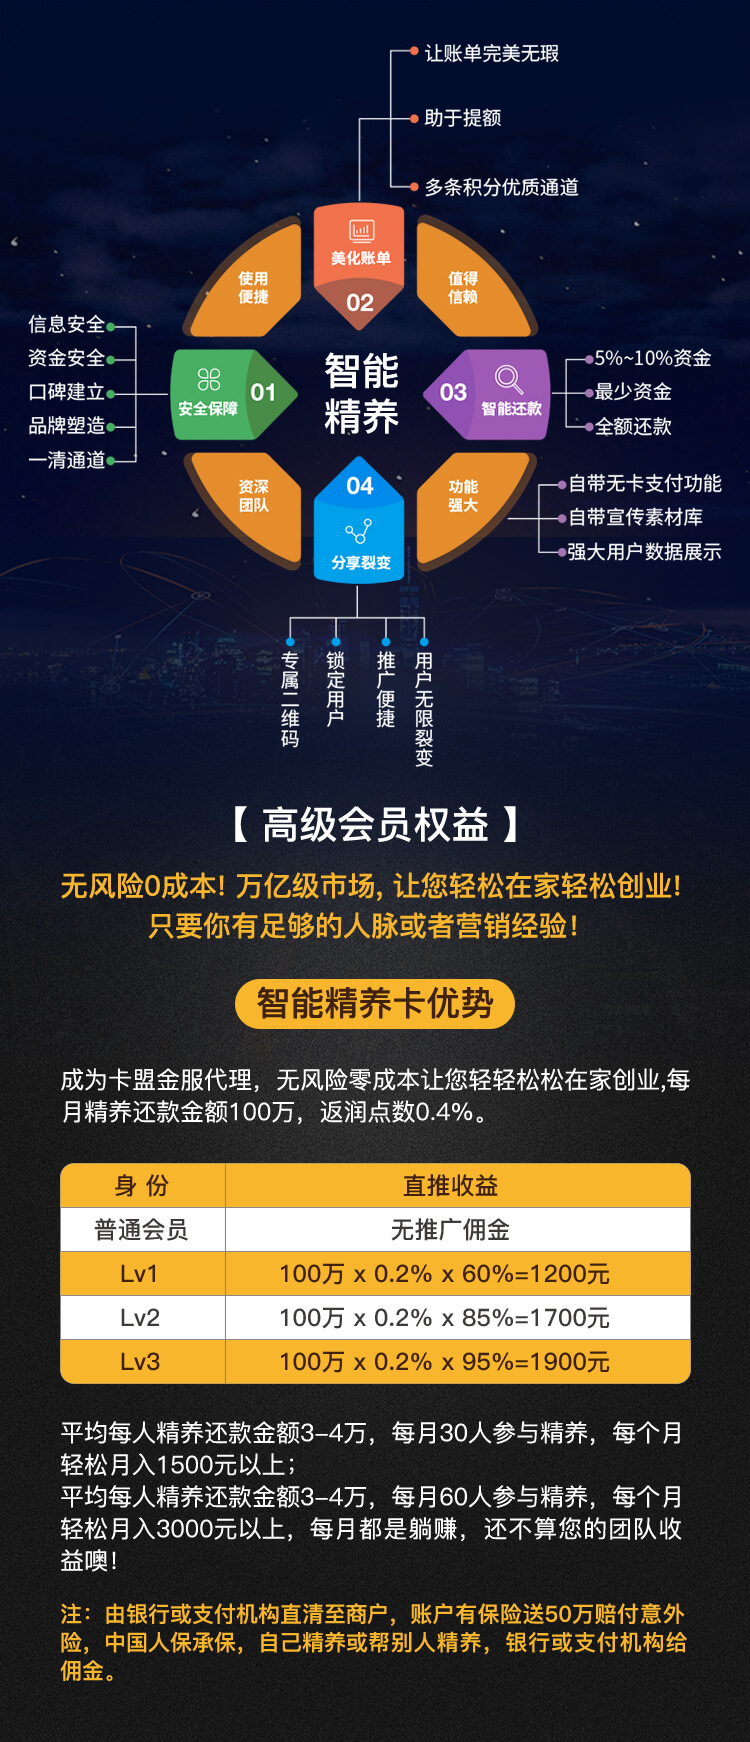 让账单完美无瑕
助于提额
多条积分优质通道
使用
便捷
美化账单
02
值得
信赖
信息安全
资金安全
口碑建立
品牌塑造
一清通道
安全保障
01
智能
精养
03
智能还款
5%~10%资金
最少资金
全额还款
资深
团队
04
分享裂变
功能
强大
自带无卡支付功能
自带宣传素材库
强大用户数据展示
专属二维码
锁定用户
推广便捷
用户无限裂变
【 高级会员权益 】
无风险0成本! 万亿级市场, 让您轻松在家轻松创业!
只要你有足够的人脉或者营销经验!
智能精养卡优势
成为卡盟金服代理，无风险零成本让您轻轻松松在家创业,每
月精养还款金额100万，返润点数0.4%。
身 份 直推收益
普通会员 无推广佣金
Lv1 100万 x 0.2% x 60%=1200元
Lv2 100万 x 0.2% x 85%=1700元
Lv3 100万 x 0.2% x 95%=1900元
平均每人精养还款金额3-4万，每月30人参与精养，每个月
轻松月入1500元以上；
平均每人精养还款金额3-4万，每月60人参与精养，每个月
轻松月入3000元以上，每月都是躺赚，还不算您的团队收
益噢!
注：由银行或支付机构直清至商户，账户有保险送50万赔付意外
险，中国人保承保，自己精养或帮别人精养，银行或支付机构给
佣金。